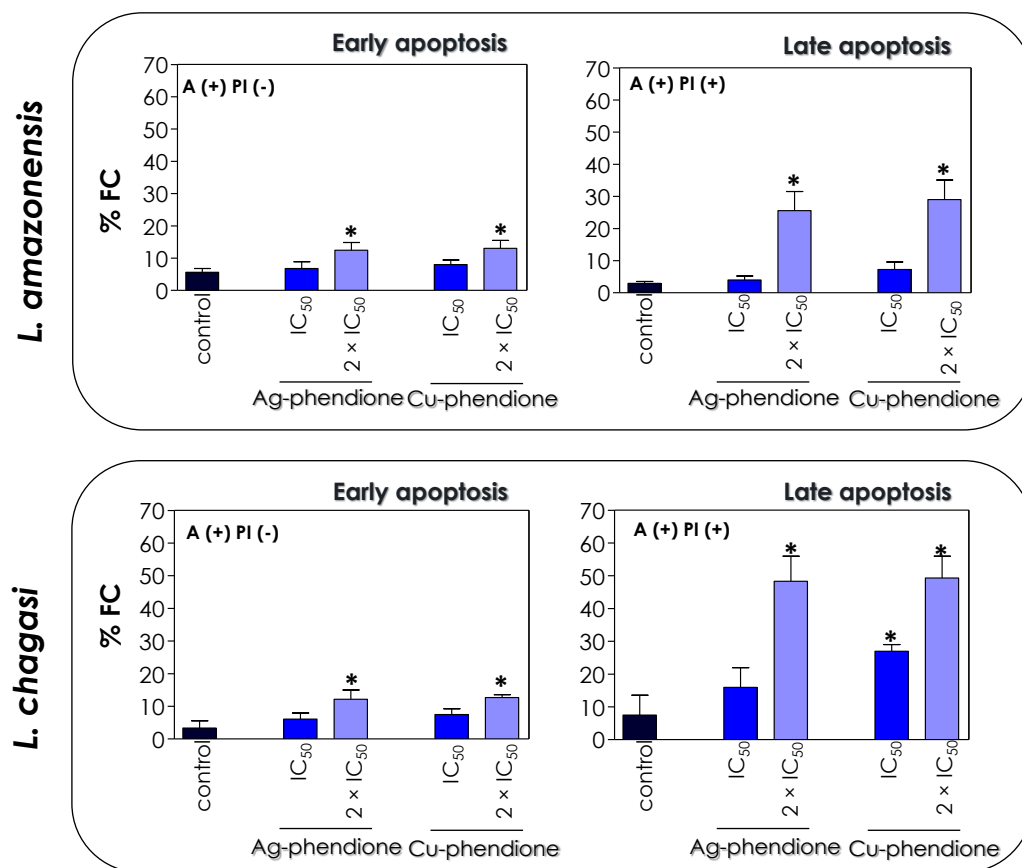 L. amazonensis
Early apoptosis
A (+) PI (-)
% FC
70
60
50
40
30
20
10
0
control
IC50
2 × IC50
IC50
2 × IC50
Ag-phendione
Cu-phendione
Late apoptosis
A (+) PI (+)
70
60
50
40
30
20
10
0
*
*
*
*
control
IC50
2 × IC50
IC50
2 × IC50
Ag-phendione
Cu-phendione
L. chagasi
Early apoptosis
A (+) PI (-)
% FC
70
60
50
40
30
20
10
0
*
*
control
IC50
2 × IC50
IC50
2 × IC50
Ag-phendione
Cu-phendione
Late apoptosis
A (+) PI (+)
70
60
50
40
30
20
10
0
*
*
*
control
IC50
2 × IC50
IC50
2 × IC50
Ag-phendione
Cu-phendione